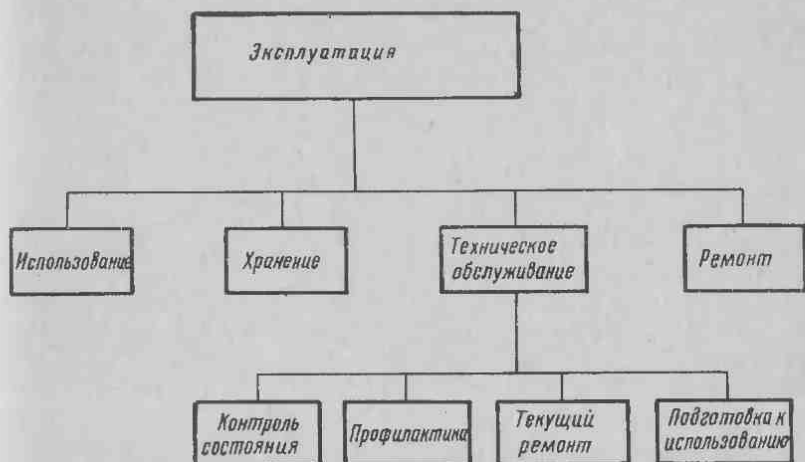 Эксплуатация
Использование
Хранение
Техническое
обслуживание
Ремонт
Контроль
состояния
Профилактика
Текущий
ремонт
Подготовка к
использованию